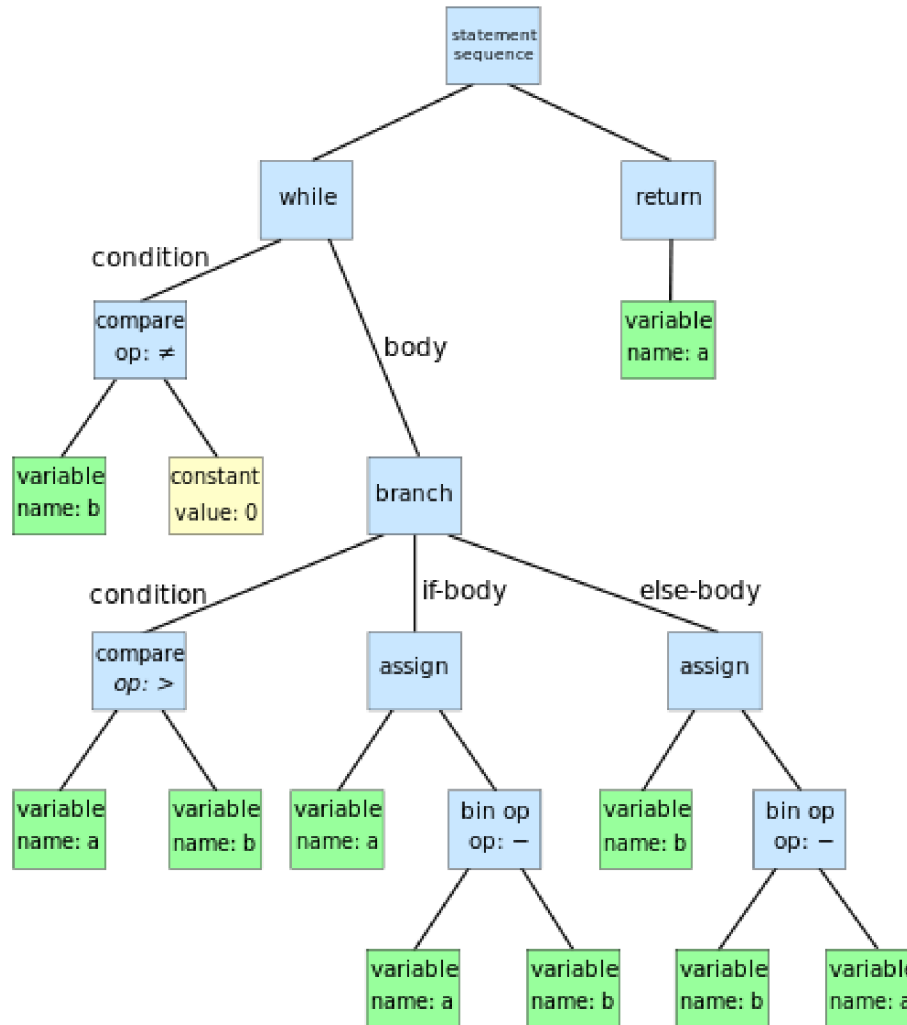 statement
sequence
while
return
condition
compare
op: ≠
body
variable
name: a
variable
name: b
constant
value: 0
branch
condition
if-body
else-body
compare
op: >
assign
assign
variable
name: a
variable
name: b
variable
name: a
bin op
op: −
variable
name: b
bin op
op: −
variable
name: a
variable
name: b
variable
name: b
variable
name: a